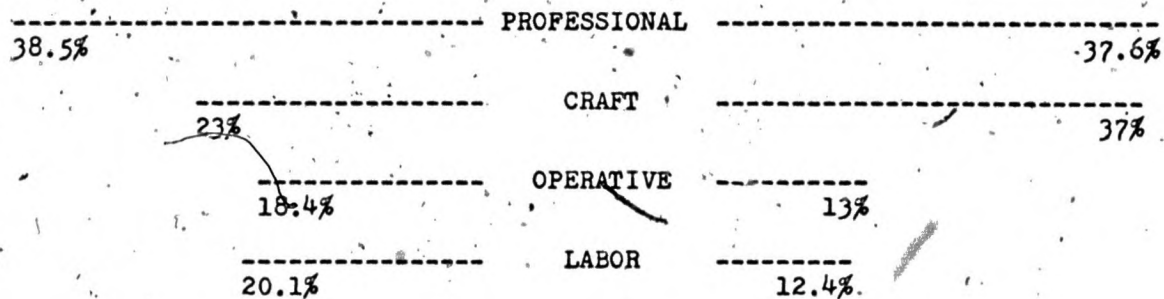 PROFESSIONAL
38.5% 37.6%
CRAFT
23% 37%
OPERATIVE
18.4% 13%
LABOR
20.1% 12.4%